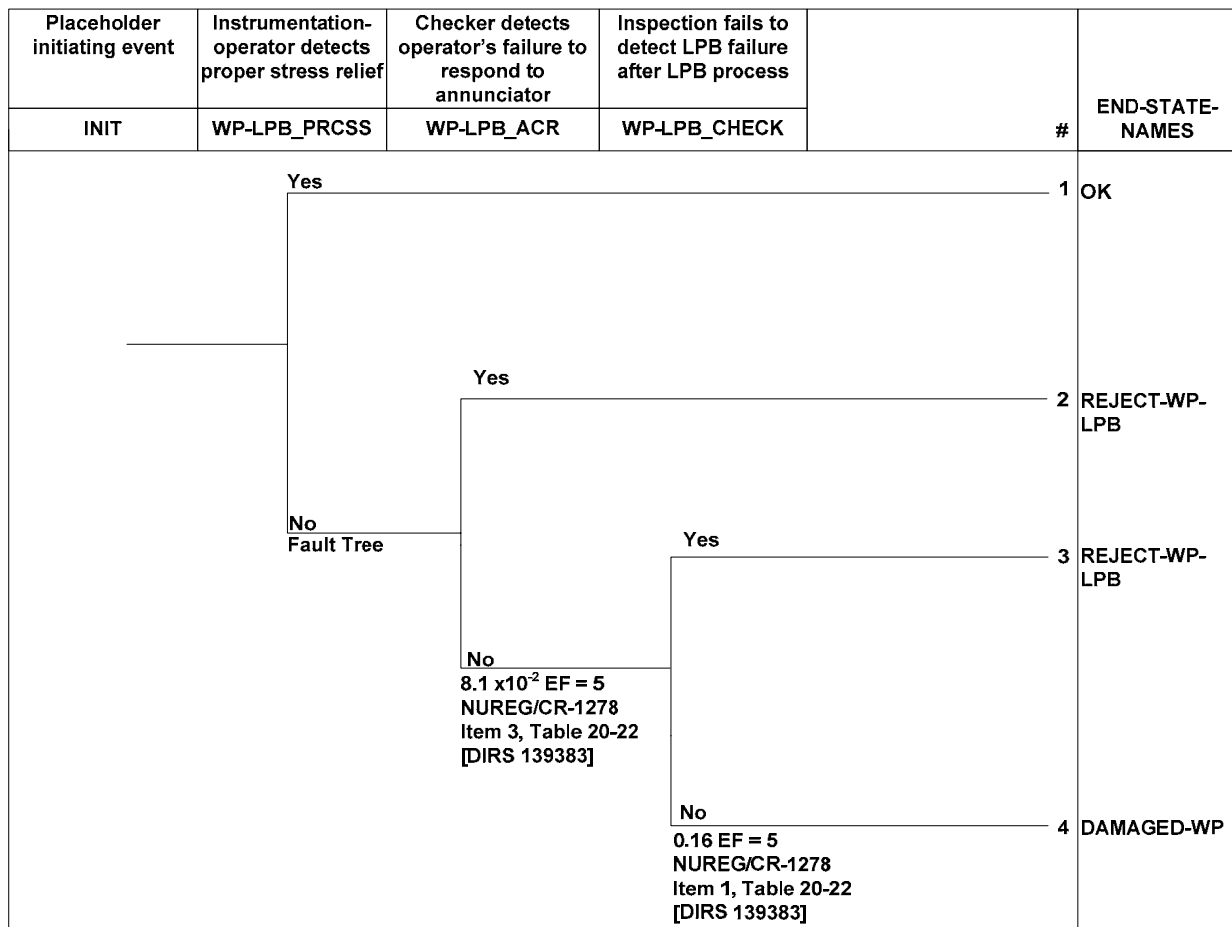 Placeholder
initiating event
Instrumentation-
operator detects
proper stress relief
Checker detects
operator’s failure to
respond to
annunciator
Inspection fails to
detect LPB failure
after LPB process
INIT
WP-LPB_PRCSS
WP-LPB_ACR
WP-LPB_CHECK
#
END-STATE-
NAMES
Yes
1
OK
Yes
2
REJECT-WP-
LPB
No
Fault Tree
Yes
3
REJECT-WP-
LPB
No
8.1 x10⁻² EF = 5
NUREG/CR-1278
Item 3, Table 20-22
[DIRS 139383]
No
4
DAMAGED-WP
0.16 EF = 5
NUREG/CR-1278
Item 1, Table 20-22
[DIRS 139383]